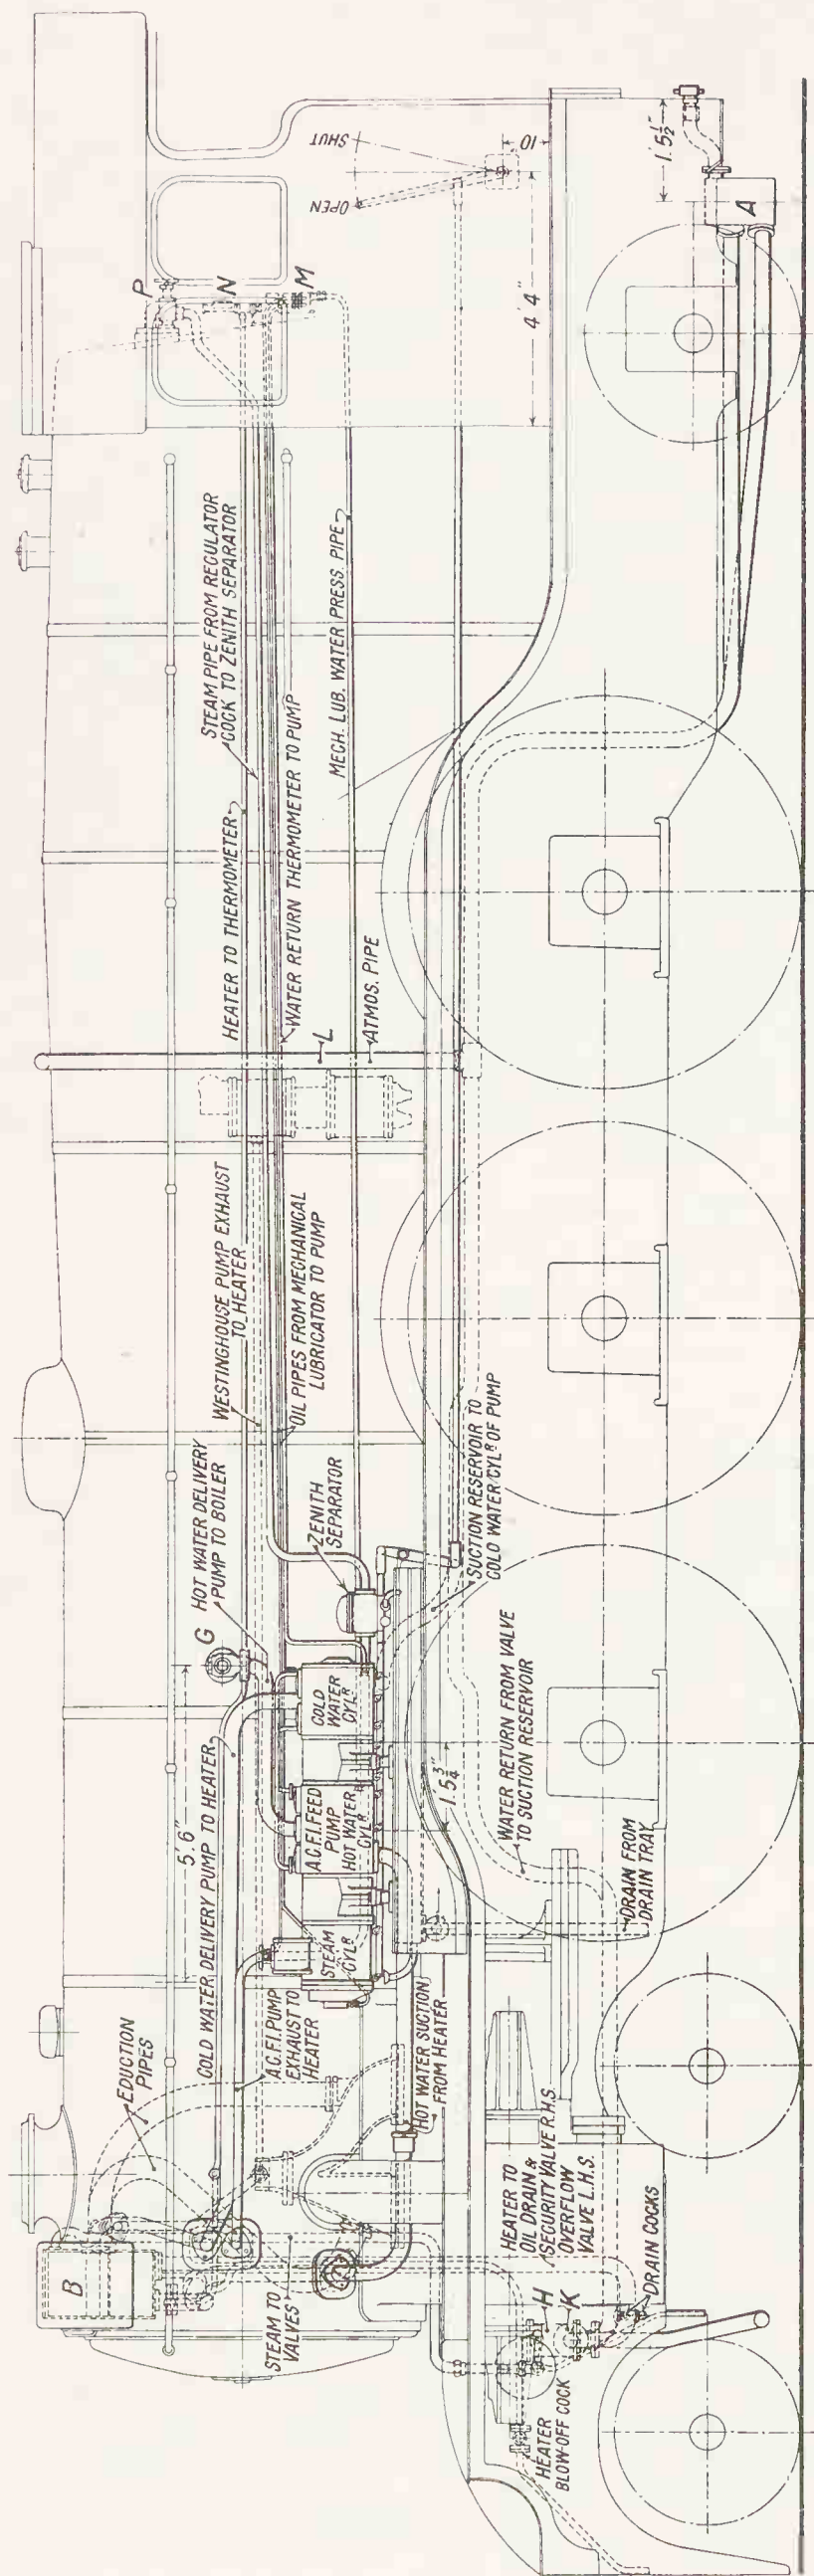 B
EDUCTION
PIPES
STEAM TO
VALVES
COLD WATER DELIVERY PUMP TO HEATER
A.C.F.I. PUMP
EXHAUST TO
HEATER
HOT WATER SUCTION
FROM HEATER
HEATER TO
OIL DRAIN &
SECURITY VALVE R.H.S.
OVERFLOW
VALVE L.H.S.
H
K
DRAIN COCKS
HEATER
BLOW-OFF COCK
5'.6"
G
HOT WATER DELIVERY
PUMP TO BOILER
STEAM
CYLR
A.C.F.I. FEED
PUMP
HOT WATER
CYLR
COLD
WATER
CYLR
ZENITH
SEPARATOR
1'.5¾"
DRAIN FROM
DRAIN TRAY
WATER RETURN FROM VALVE
TO SUCTION RESERVOIR
SUCTION RESERVOIR TO
COLD WATER CYLR OF PUMP
WESTINGHOUSE PUMP EXHAUST
TO HEATER
OIL PIPES FROM MECHANICAL
LUBRICATOR TO PUMP
L
ATMOS. PIPE
HEATER TO THERMOMETER
WATER RETURN THERMOMETER TO PUMP
STEAM PIPE FROM REGULATOR
COCK TO ZENITH SEPARATOR
MECH. LUB. WATER PRESS. PIPE
P
N
M
OPEN
SHUT
10
4'4"
1'.5½"
A